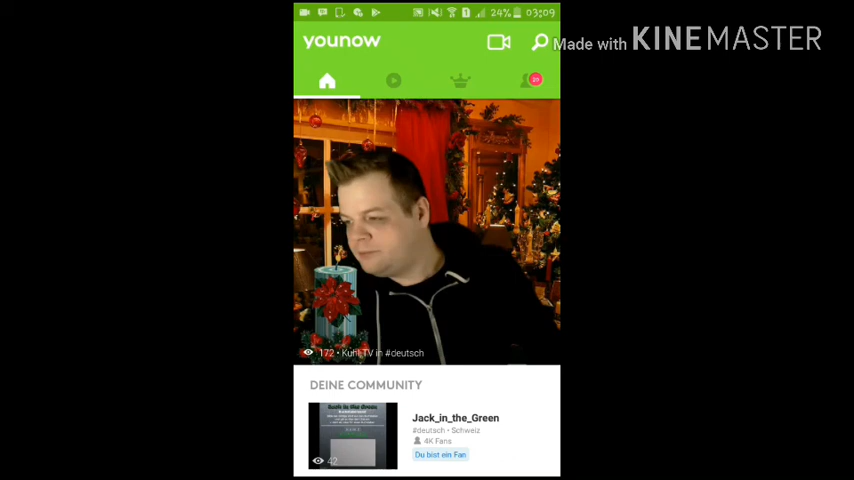 24% 03:09
younow
Made with KINEMASTER
172 • Kuhl TV in #deutsch
DEINE COMMUNITY
42
Jack_in_the_Green
#deutsch • Schweiz
4K Fans
Du bist ein Fan